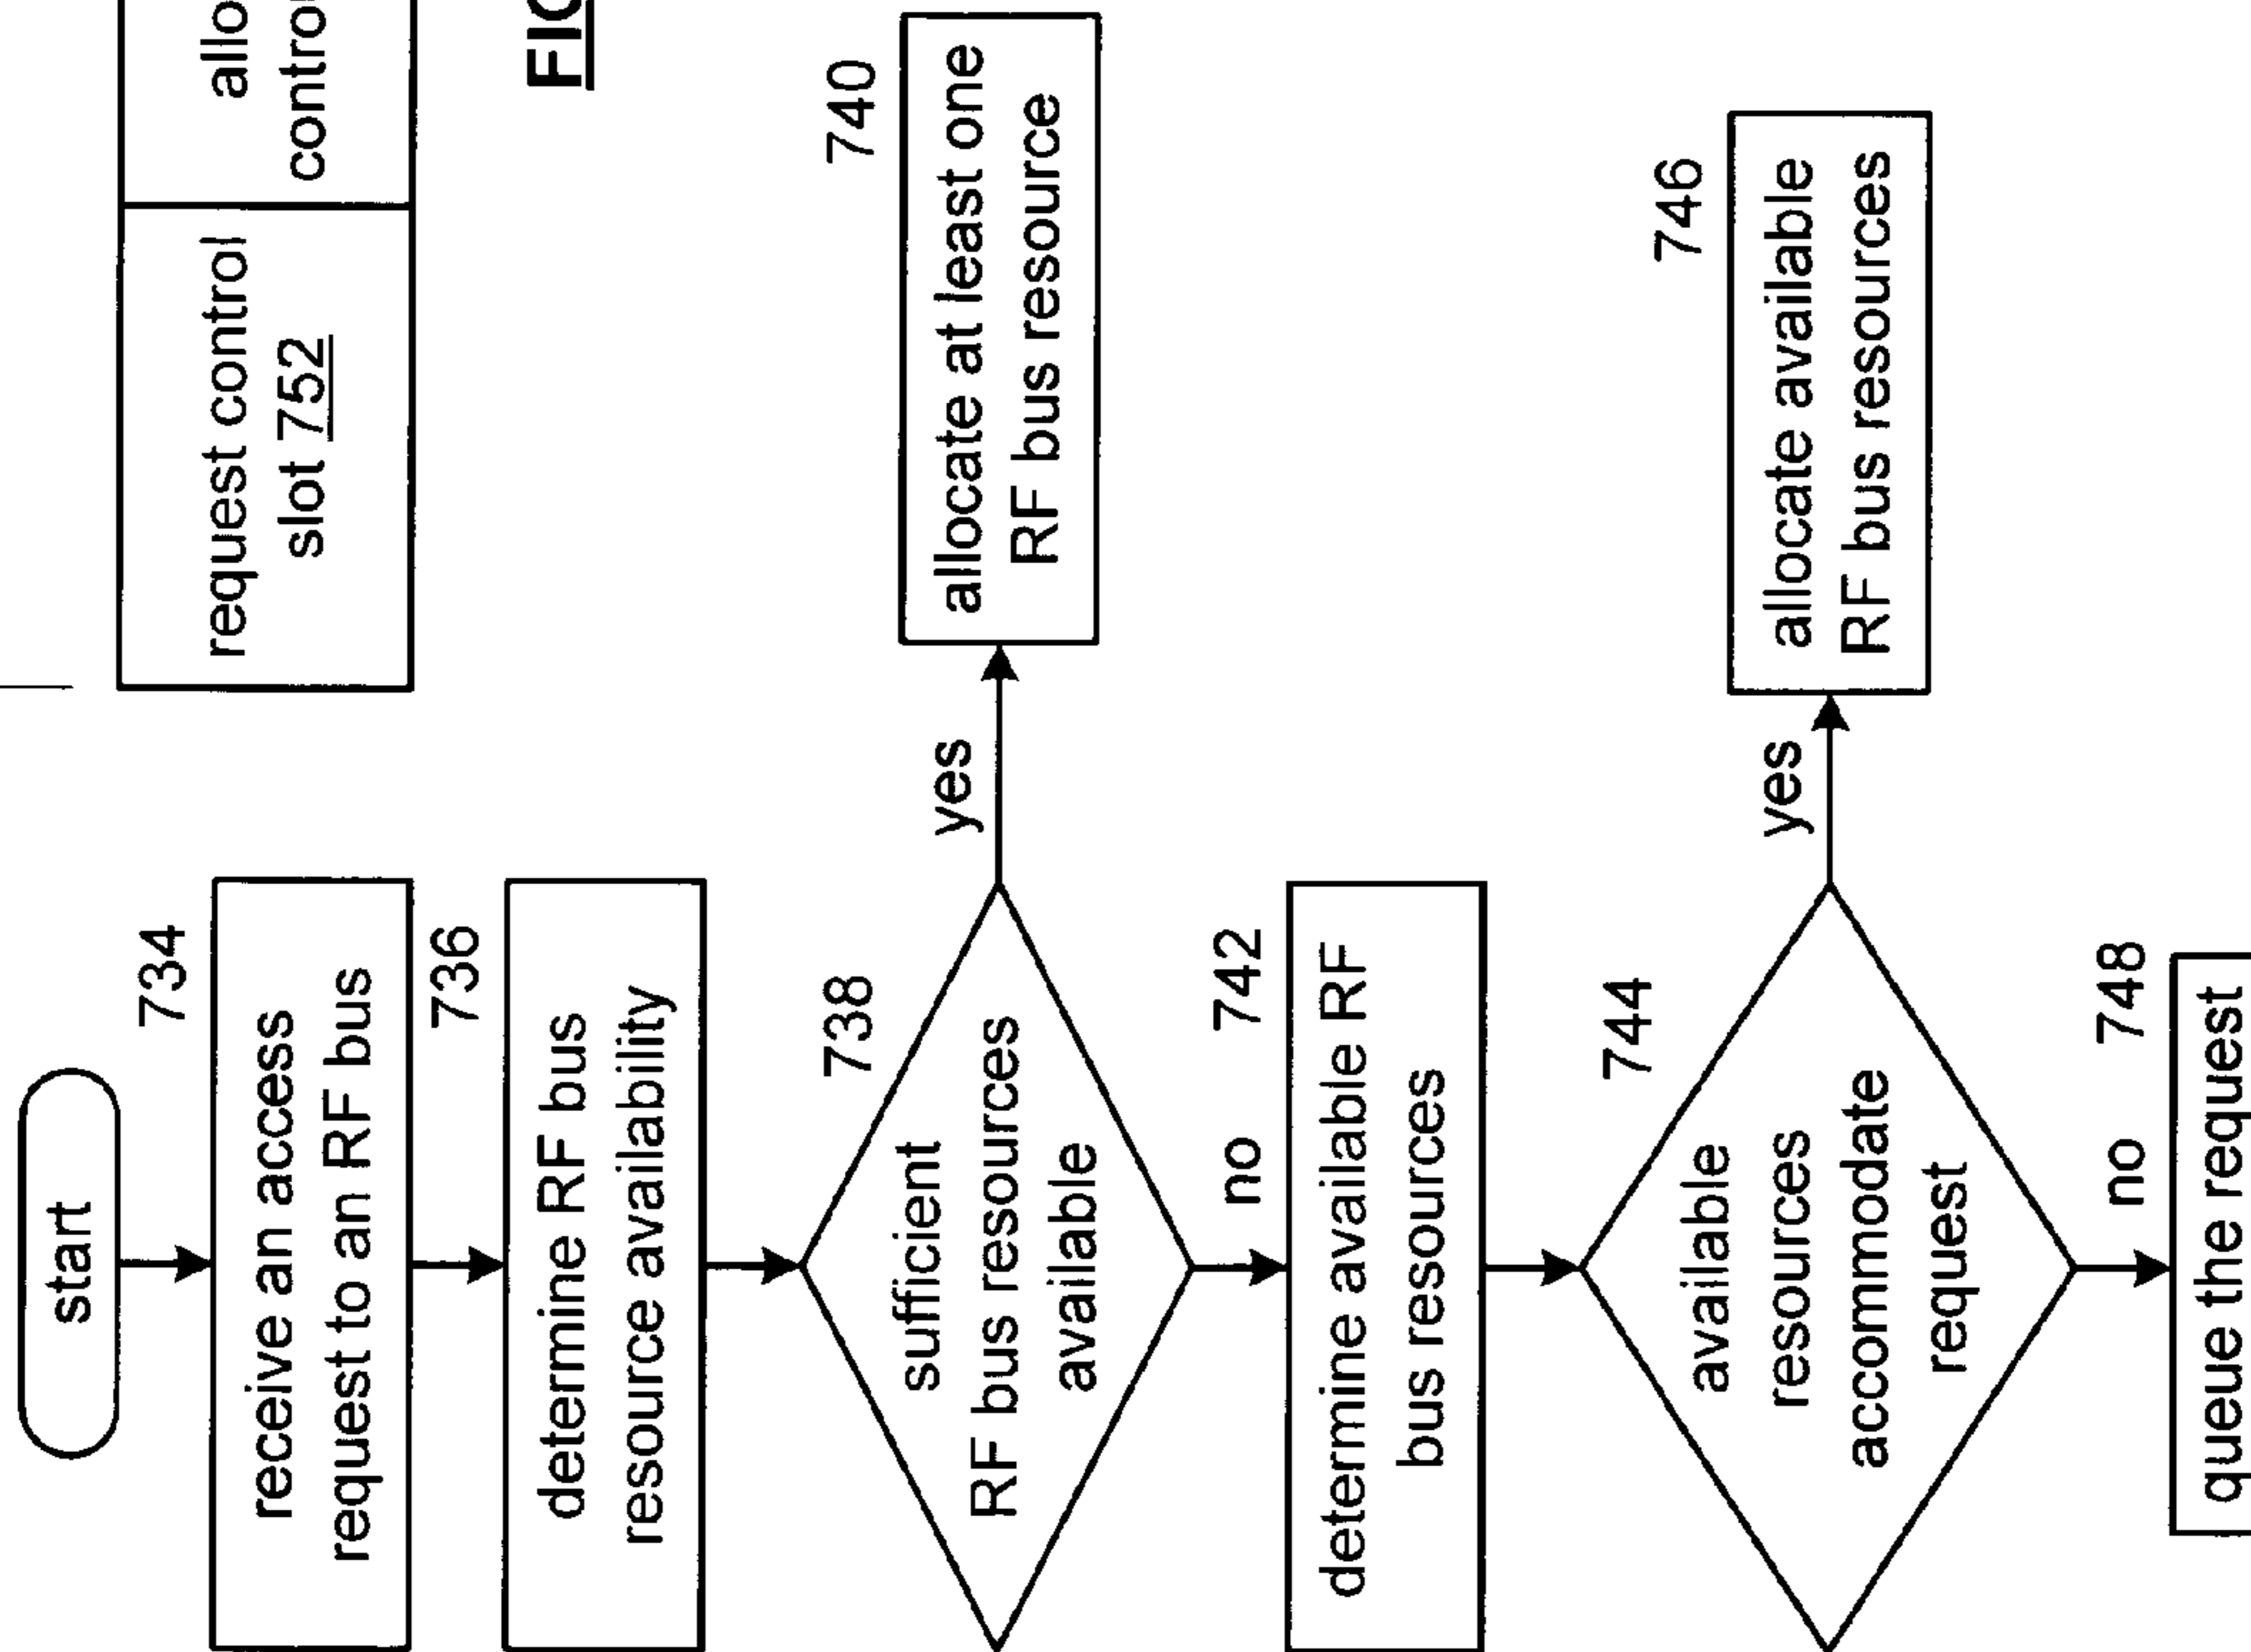 start
734
receive an access
request to an RF bus
736
determine RF bus
resource availability
738
sufficient
RF bus resources
available
yes
740
allocate at least one
RF bus resource
no
742
determine available RF
bus resources
744
available
resources
accommodate
request
yes
746
allocate available
RF bus resources
no
748
queue the request
request control
slot 752